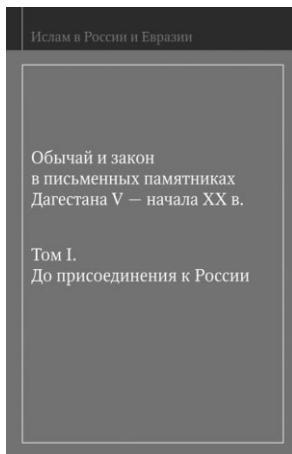 Ислам в России и Евразии
Обычай и закон
в письменных памятниках
Дагестана V — начала XX в.
Том I.
До присоединения к России